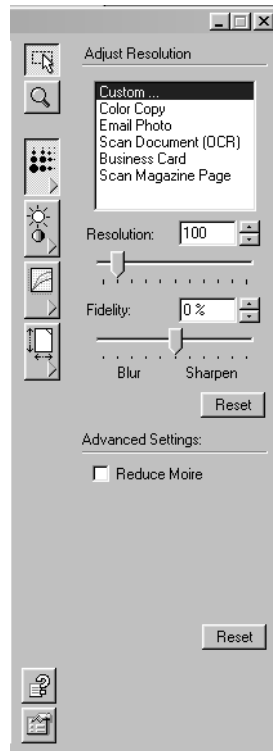 Adjust Resolution
Custom ...
Color Copy
Email Photo
Scan Document (OCR)
Business Card
Scan Magazine Page
Resolution: 100
Fidelity: 0 %
Blur Sharpen
Reset
Advanced Settings:
Reduce Moire
Reset